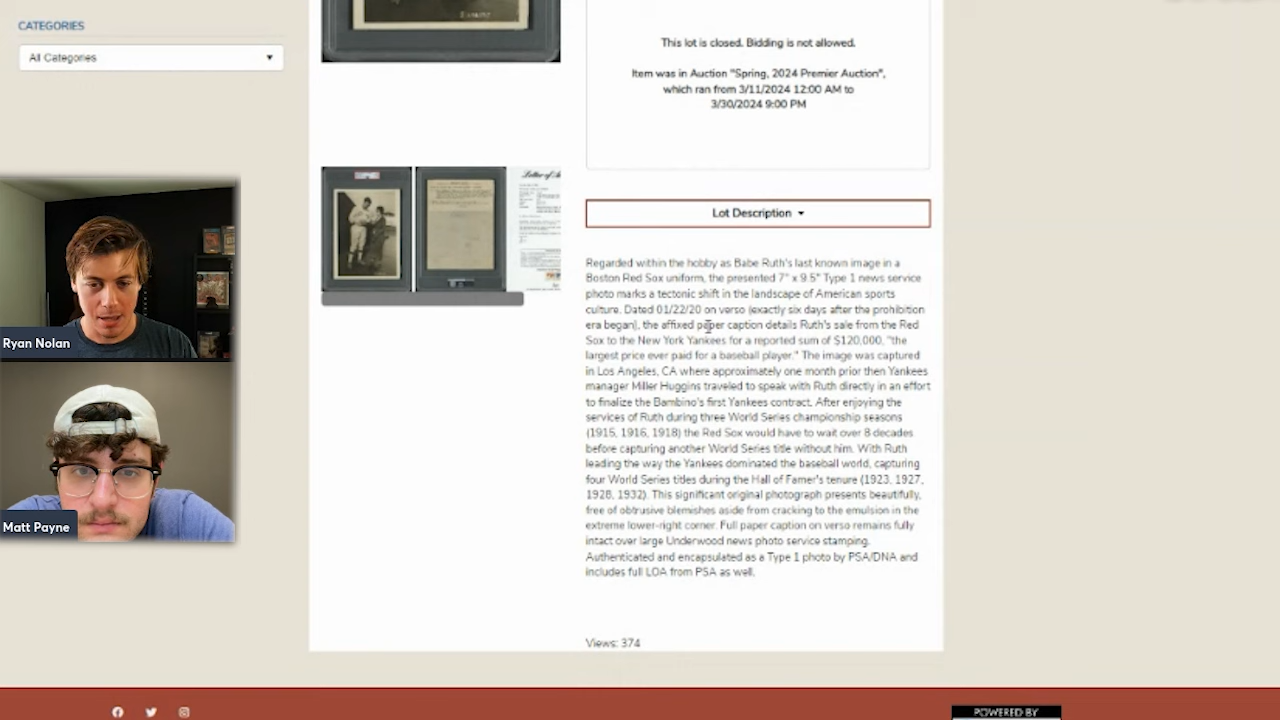 CATEGORIES
All Categories
This lot is closed. Bidding is not allowed.
Item was in Auction "Spring, 2024 Premier Auction",
which ran from 3/11/2024 12:00 AM to
3/30/2024 9:00 PM
Letter of
Lot Description
Regarded within the hobby as Babe Ruth's last known image in a
Boston Red Sox uniform, the presented 7" x 9.5" Type 1 news service
photo marks a tectonic shift in the landscape of American sports
culture. Dated 01/22/20 on verso (exactly six days after the prohibition
era began), the affixed paper caption details Ruth's sale from the Red
Sox to the New York Yankees for a reported sum of $120,000, "the
largest price ever paid for a baseball player." The image was captured
in Los Angeles, CA where approximately one month prior then Yankees
manager Miller Huggins traveled to speak with Ruth directly in an effort
to finalize the Bambino's first Yankees contract. After enjoying the
services of Ruth during three World Series championship seasons
(1915, 1916, 1918) the Red Sox would have to wait over 8 decades
before capturing another World Series title without him. With Ruth
leading the way the Yankees dominated the baseball world, capturing
four World Series titles during the Hall of Famer's tenure (1923, 1927,
1928, 1932). This significant original photograph presents beautifully,
free of obtrusive blemishes aside from cracking to the emulsion in the
extreme lower-right corner. Full paper caption on verso remains fully
intact over large Underwood news photo service stamping.
Authenticated and encapsulated as a Type 1 photo by PSA/DNA and
includes full LOA from PSA as well.
Views: 374
Ryan Nolan
Matt Payne
POWERED BY